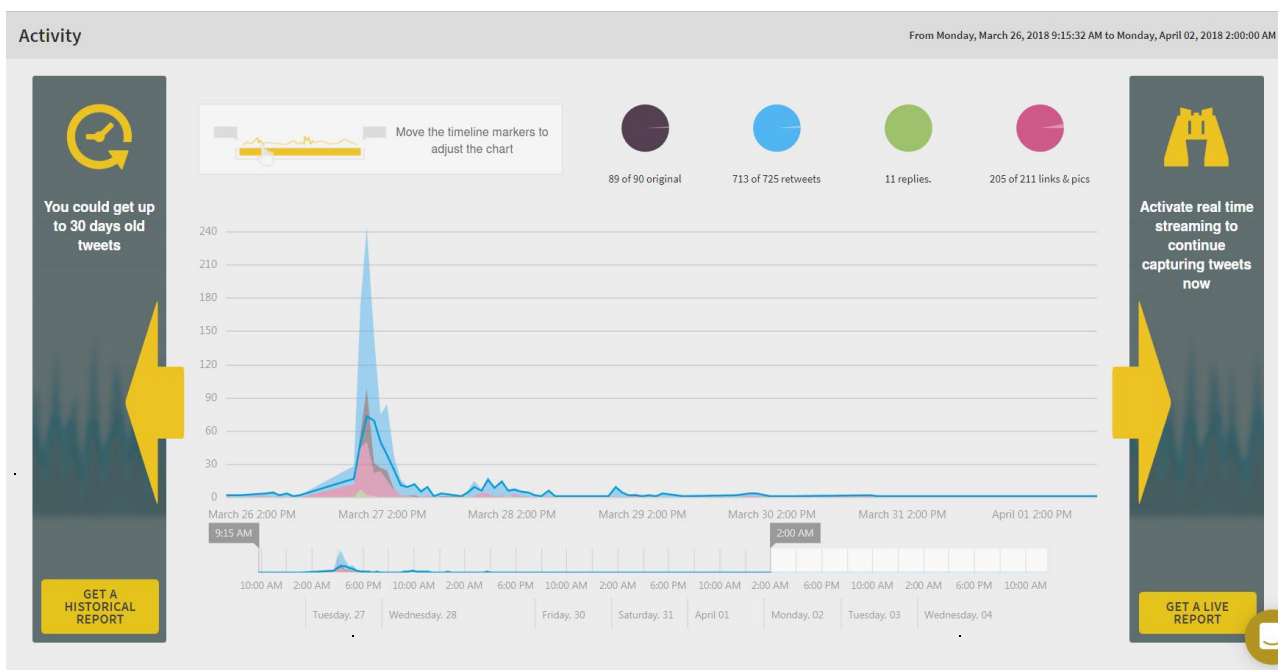 Activity
From Monday, March 26, 2018 9:15:32 AM to Monday, April 02, 2018 2:00:00 AM
You could get up
to 30 days old
tweets
GET A
HISTORICAL
REPORT
Move the timeline markers to
adjust the chart
89 of 90 original
713 of 725 retweets
11 replies.
205 of 211 links & pics
240
210
180
150
120
90
60
30
0
March 26 2:00 PM March 27 2:00 PM March 28 2:00 PM March 29 2:00 PM March 30 2:00 PM March 31 2:00 PM April 01 2:00 PM
9:15 AM 2:00 AM
10:00 AM 2:00 AM 6:00 PM 10:00 AM 2:00 AM 6:00 PM 10:00 AM 2:00 AM 6:00 PM 10:00 AM 2:00 AM 6:00 PM 10:00 AM 2:00 AM 6:00 PM 10:00 AM
Tuesday, 27 Wednesday, 28 Friday, 30 Saturday, 31 April 01 Monday, 02 Tuesday, 03 Wednesday, 04
Activate real time
streaming to
continue
capturing tweets
now
GET A LIVE
REPORT